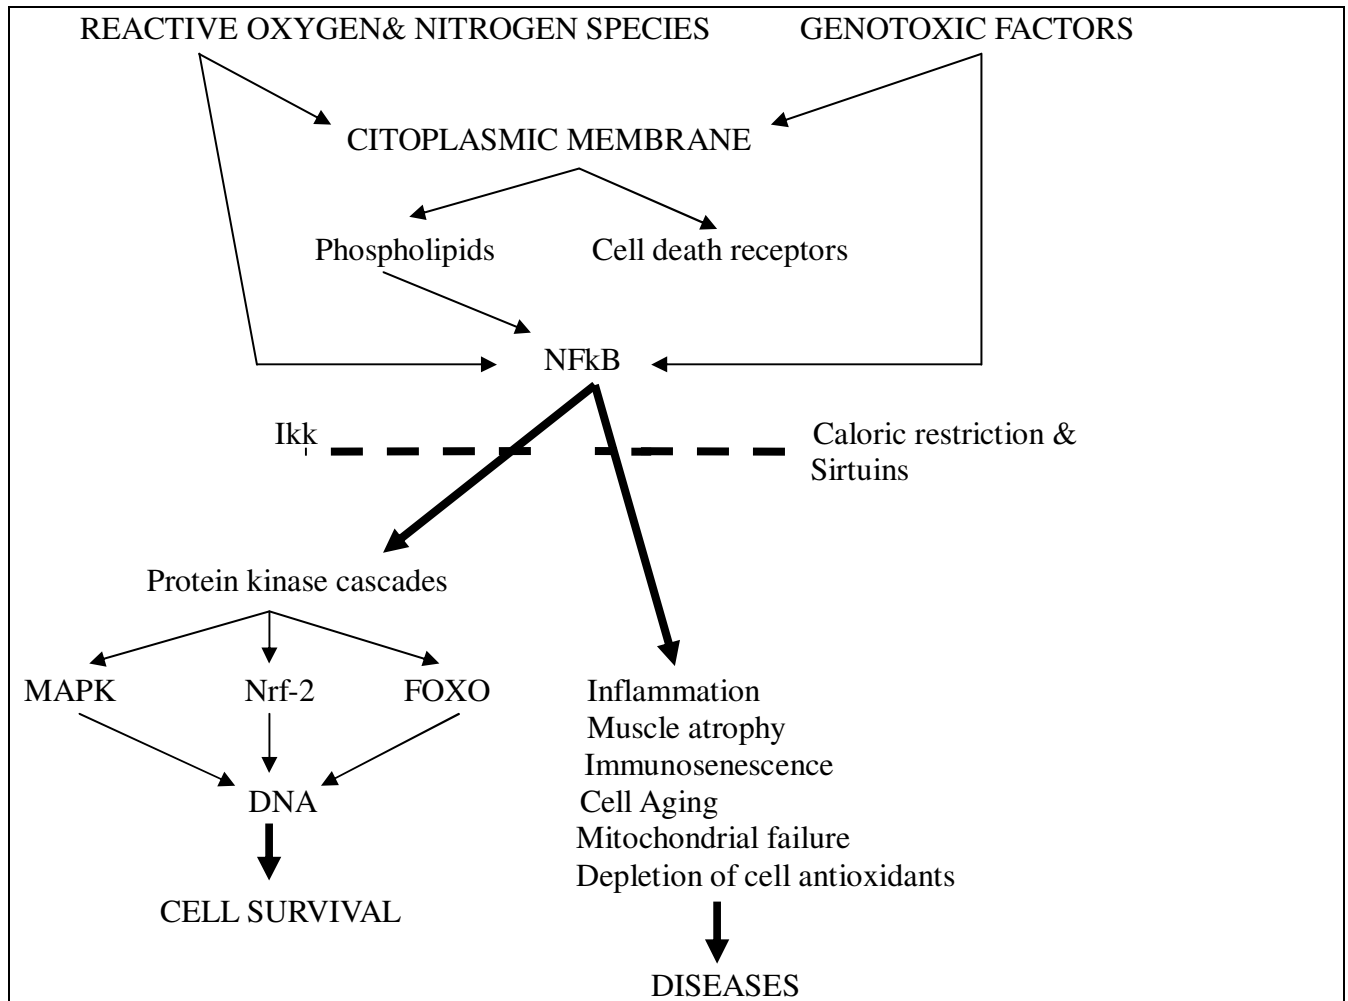 REACTIVE OXYGEN& NITROGEN SPECIES
GENOTOXIC FACTORS
CITOPLASMIC MEMBRANE
Phospholipids
Cell death receptors
NFkB
Ikk
Caloric restriction &
Sirtuins
Protein kinase cascades
MAPK
Nrf-2
FOXO
DNA
CELL SURVIVAL
Inflammation
Muscle atrophy
Immunosenescence
Cell Aging
Mitochondrial failure
Depletion of cell antioxidants
DISEASES